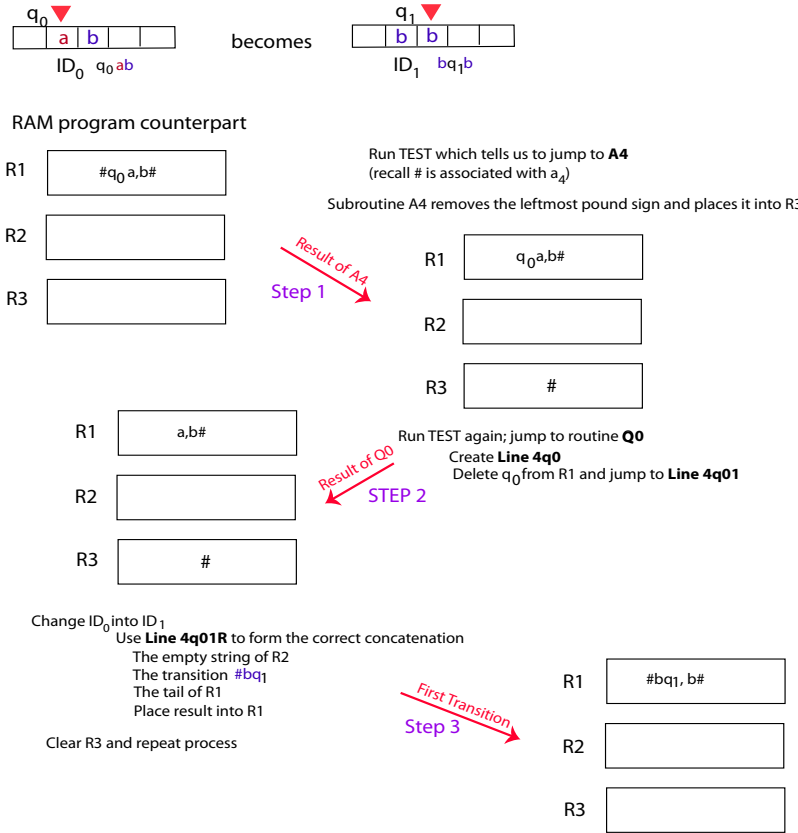 q0
q1
a b
becomes
b b
ID0 q0ab
ID1 bq1b
RAM program counterpart
R1
#q0 a,b#
Run TEST which tells us to jump to A4
(recall # is associated with a4)
Subroutine A4 removes the leftmost pound sign and places it into R3
R2
R3
Result of A4
Step 1
R1
q0a,b#
R2
R3
#
R1
a,b#
R2
R3
#
Run TEST again; jump to routine Q0
Create Line 4q0
Delete q0 from R1 and jump to Line 4q01
Result of Q0
STEP 2
Change ID0 into ID1
Use Line 4q01R to form the correct concatenation
The empty string of R2
The transition #bq1
The tail of R1
Place result into R1
Clear R3 and repeat process
First Transition
Step 3
R1
#bq1, b#
R2
R3